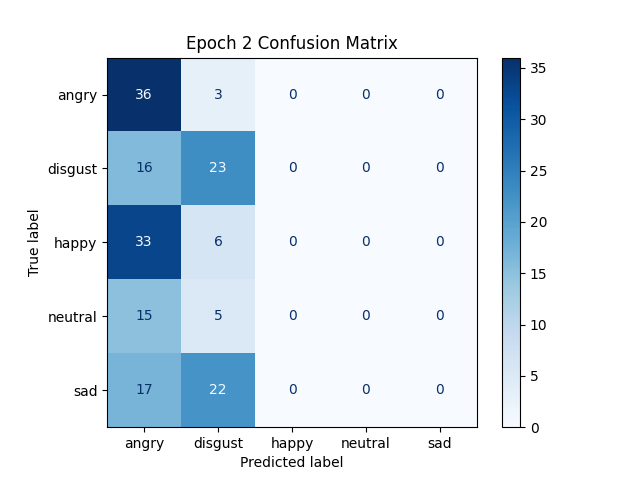 Epoch 2 Confusion Matrix
True label
angry 36 3 0 0 0
disgust 16 23 0 0 0
happy 33 6 0 0 0
neutral 15 5 0 0 0
sad 17 22 0 0 0
angry disgust happy neutral sad
Predicted label
35
30
25
20
15
10
5
0